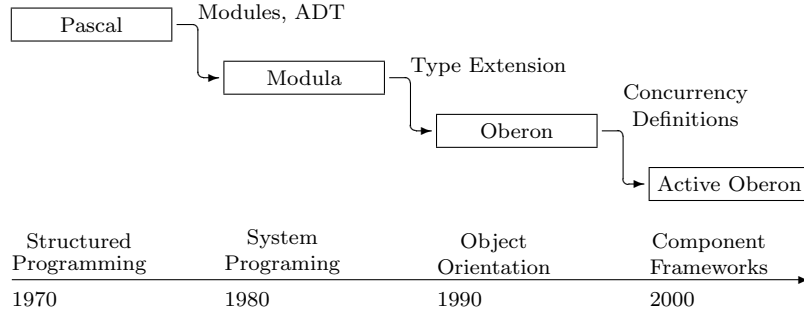 Pascal
Modules, ADT
Modula
Type Extension
Oberon
Concurrency
Definitions
Active Oberon
Structured
Programming
System
Programing
Object
Orientation
Component
Frameworks
1970
1980
1990
2000